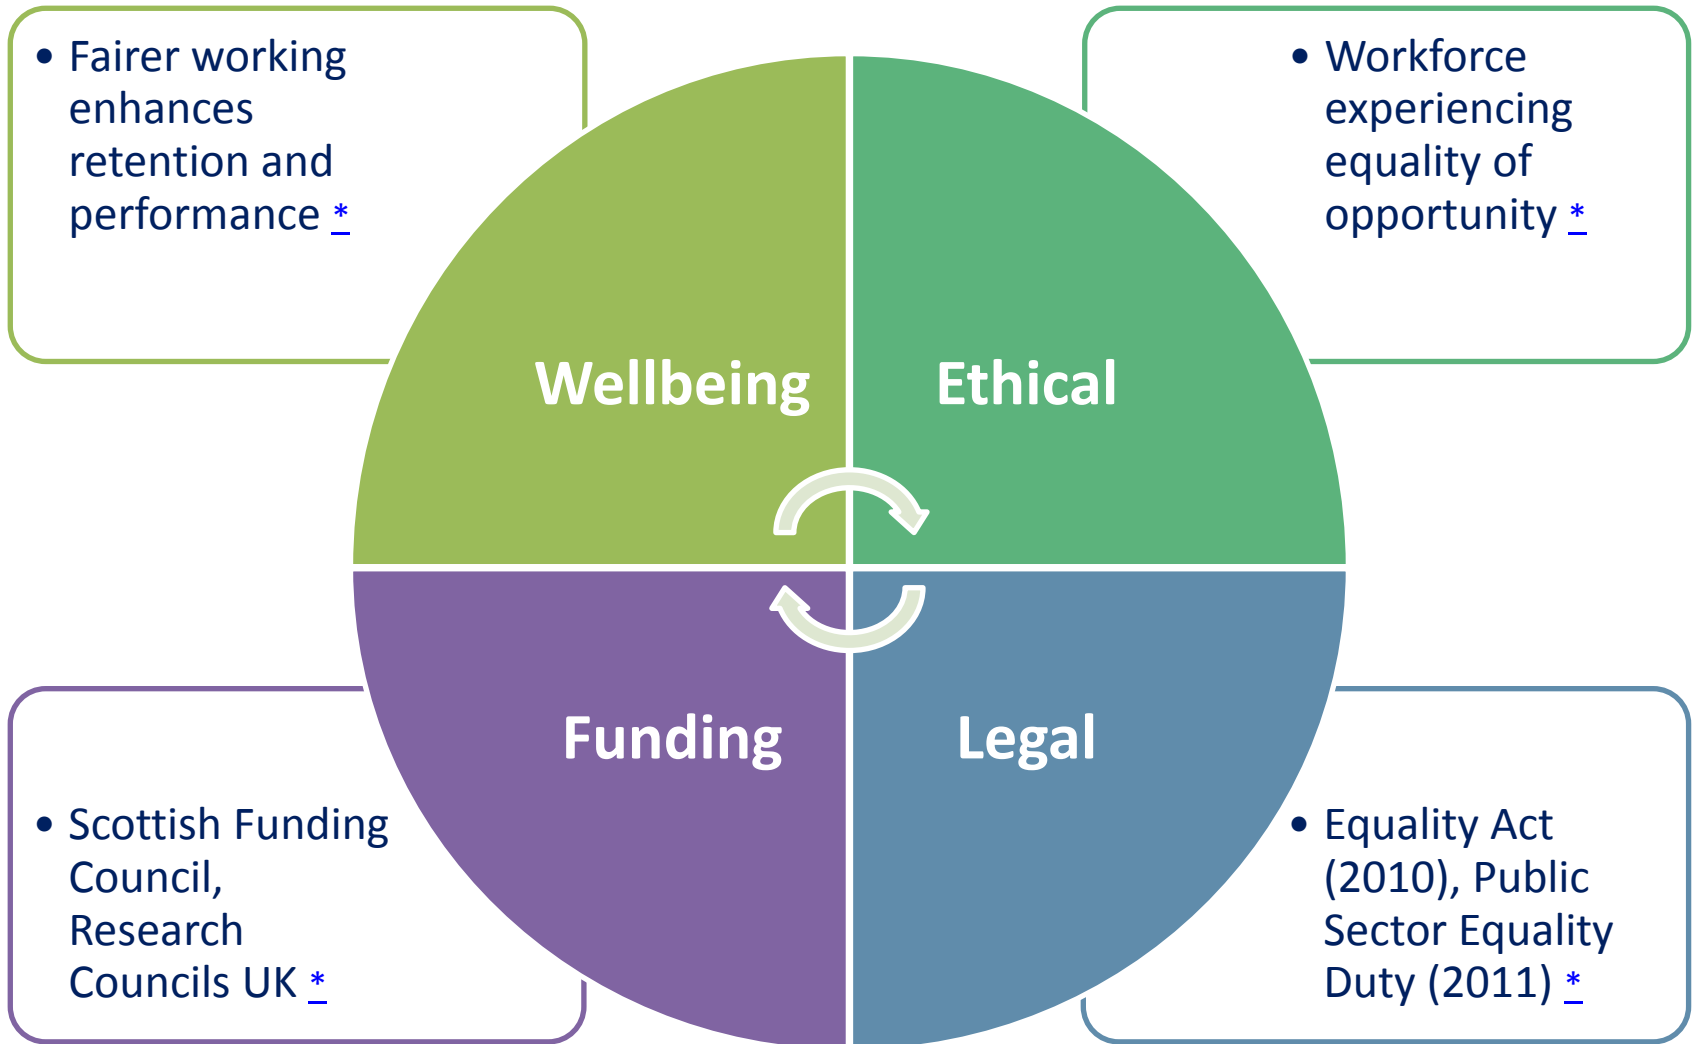 • Fairer working
enhances
retention and
performance *
• Workforce
experiencing
equality of
opportunity *
Wellbeing
Ethical
Funding
Legal
• Scottish Funding
Council,
Research
Councils UK *
• Equality Act
(2010), Public
Sector Equality
Duty (2011) *